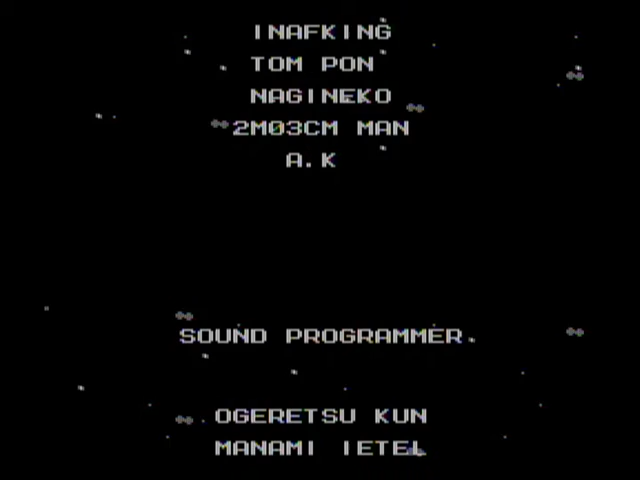 INAFKING
TOM PON
NAGINEKO
2M03CM MAN
A.K
SOUND PROGRAMMER
OGERETSU KUN
MANAMI IETEL